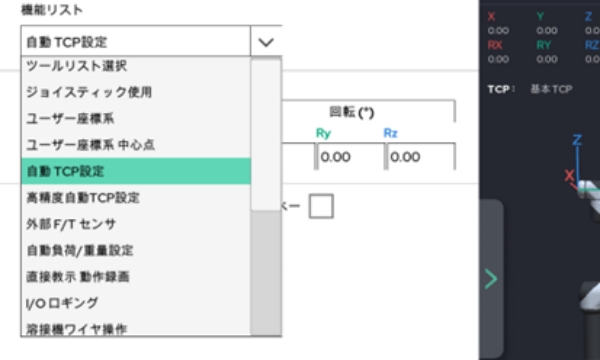 機能リスト
自動 TCP設定
ツールリスト選択
ジョイスティック使用
ユーザー座標系
ユーザー座標系 中心点
自動 TCP設定
高精度自動TCP設定
外部 F/T センサ
自動負荷/重量設定
直接教示 動作録画
I/O ロギング
溶接機ワイヤ操作
回転 (°)
Ry Rz
0.00 0.00
X Y Z
0.00 0.00 0.00
RX RY RZ
0.00 0.00 0.00
TCP : 基本 TCP
Z
X